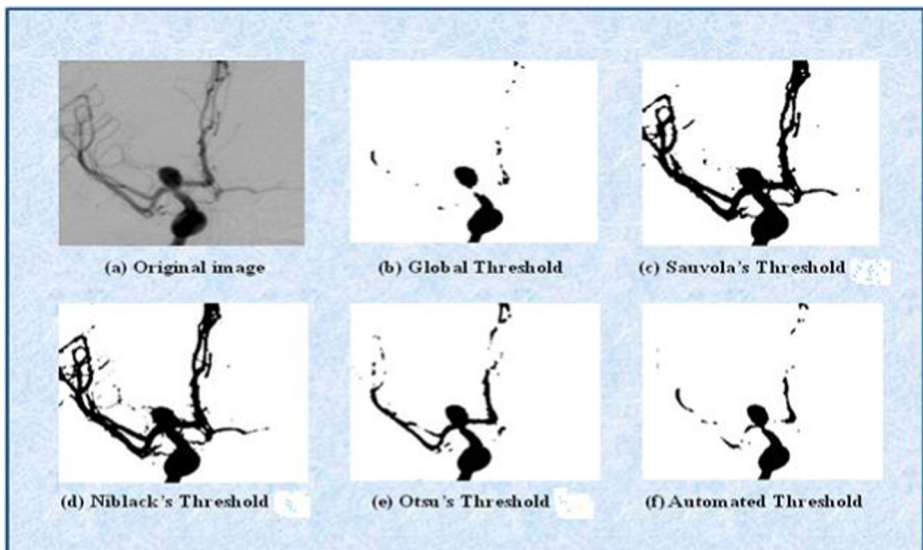 (a) Original image
(b) Global Threshold
(c) Sauvola's Threshold
(d) Niblack's Threshold
(e) Otsu's Threshold
(f) Automated Threshold